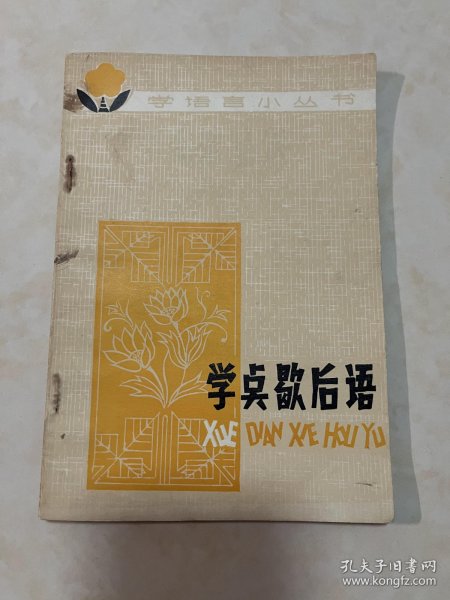 学语言小丛书
学点歇后语
XUE DIAN XIE HOU YU
孔夫子旧书网
www.kongfz.com